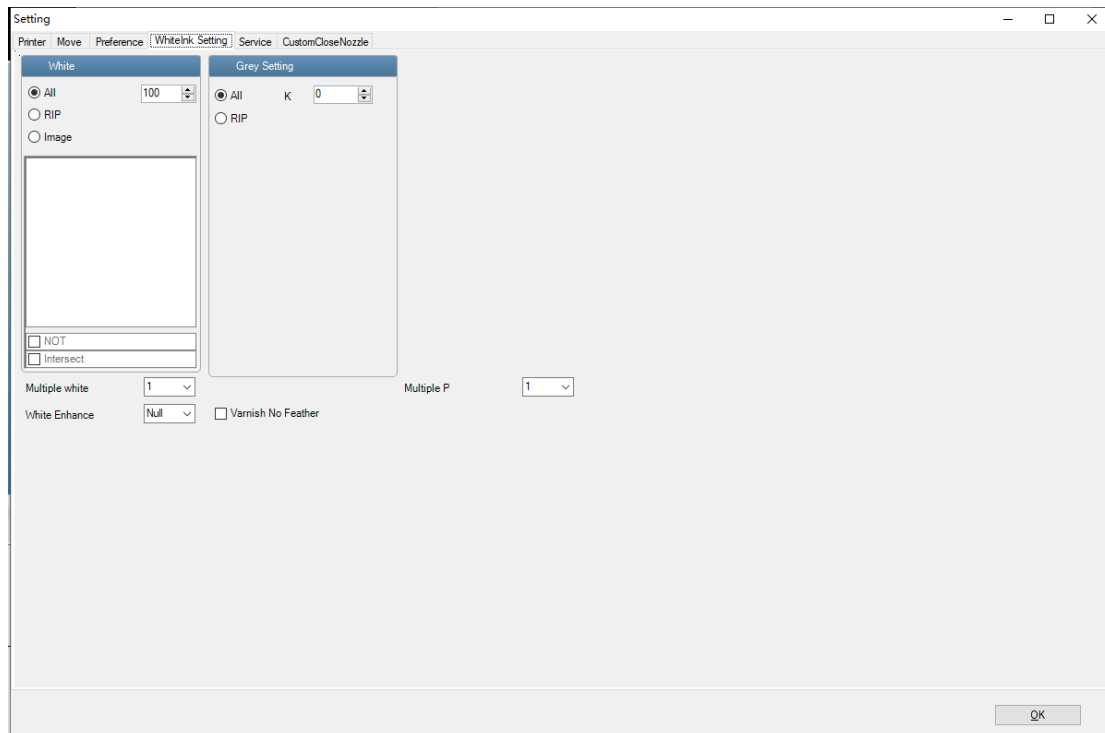 Setting
Printer Move Preference WhiteInk Setting Service CustomCloseNozzle
White Grey Setting
All 100 All K 0
RIP RIP
Image
NOT
Intersect
Multiple white 1 Multiple P 1
White Enhance Null Varnish No Feather
OK